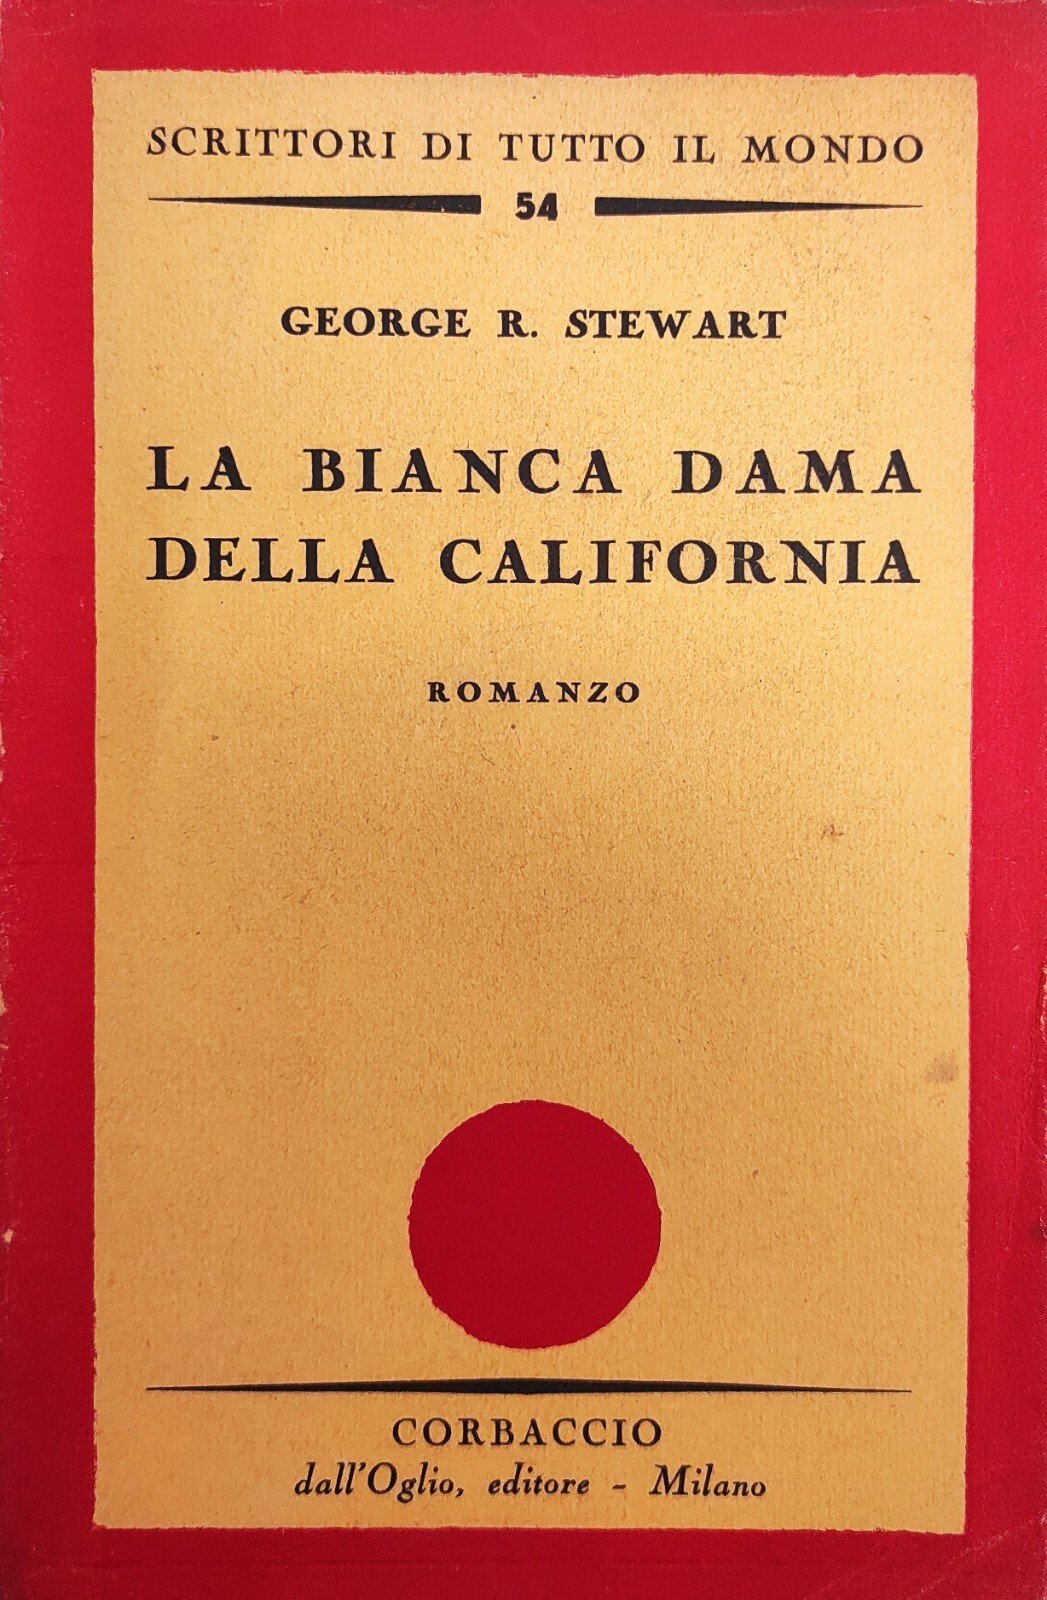 SCRITTORI DI TUTTO IL MONDO
54
GEORGE R. STEWART
LA BIANCA DAMA
DELLA CALIFORNIA
ROMANZO
CORBACCIO
dall'Oglio, editore - Milano